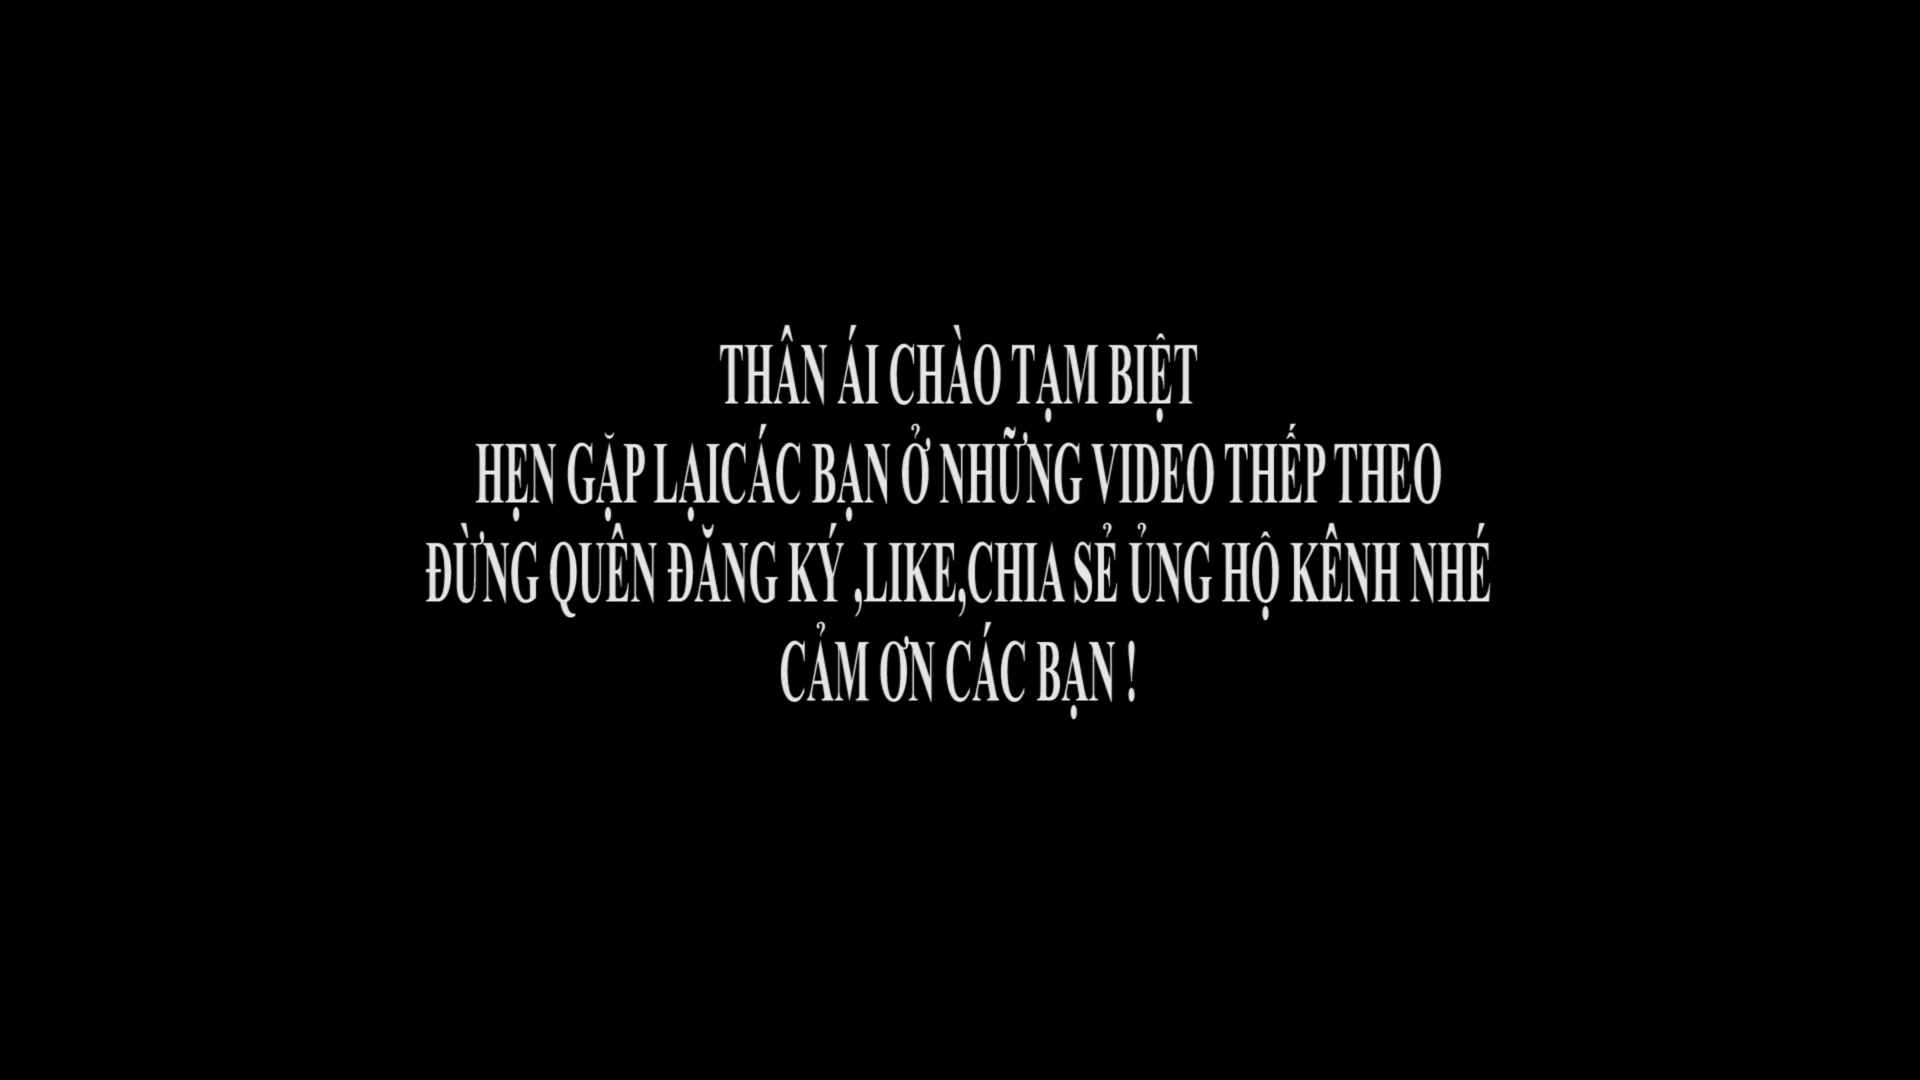 THÂN ÁI CHÀO TẠM BIỆT
HẸN GẶP LẠICÁC BẠN Ở NHỮNG VIDEO THẾP THEO
ĐỪNG QUÊN ĐĂNG KÝ ,LIKE,CHIA SẺ ỦNG HỘ KÊNH NHÉ
CẢM ƠN CÁC BẠN !